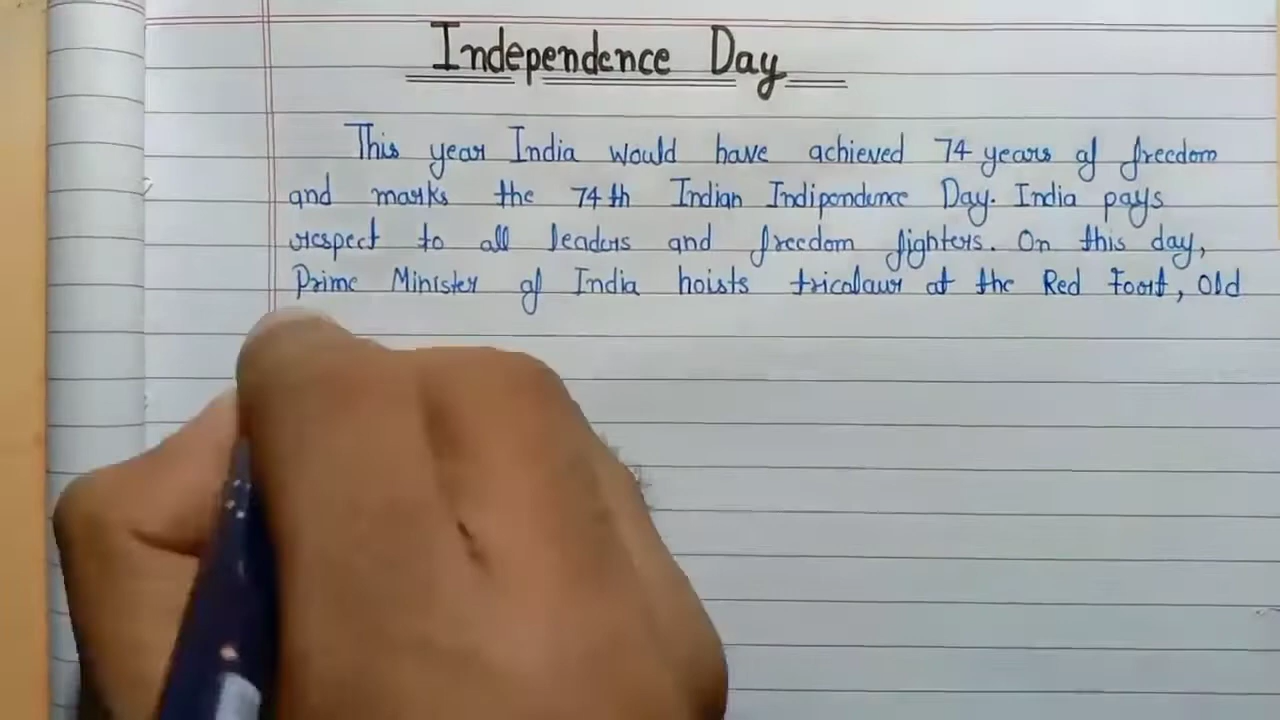 Independence Day
This year India would have achieved 74 years of freedom
and marks the 74th Indian Indipendence Day. India pays
respect to all leaders and freedom fighters. On this day,
Prime Minister of India hoists tricolaur at the Red Foort, Old